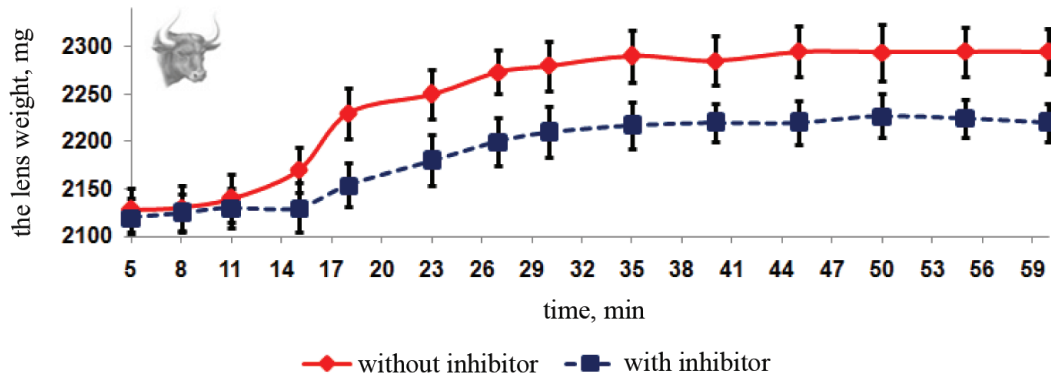 the lens weight, mg
2300
2250
2200
2150
2100
5 8 11 14 17 20 23 26 29 32 35 38 41 44 47 50 53 56 59
time, min
without inhibitor with inhibitor